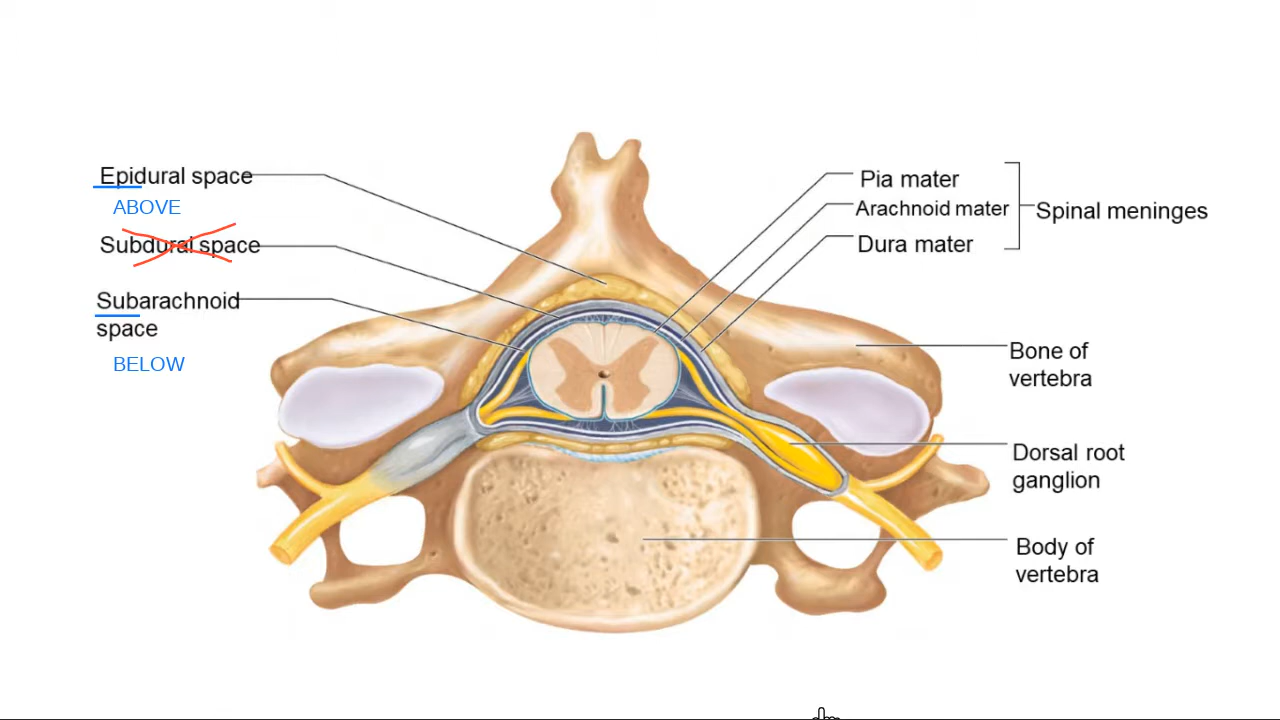 Epidural space
ABOVE
Subdural space
Subarachnoid
space
BELOW
Pia mater
Arachnoid mater
Dura mater
Spinal meninges
Bone of
vertebra
Dorsal root
ganglion
Body of
vertebra